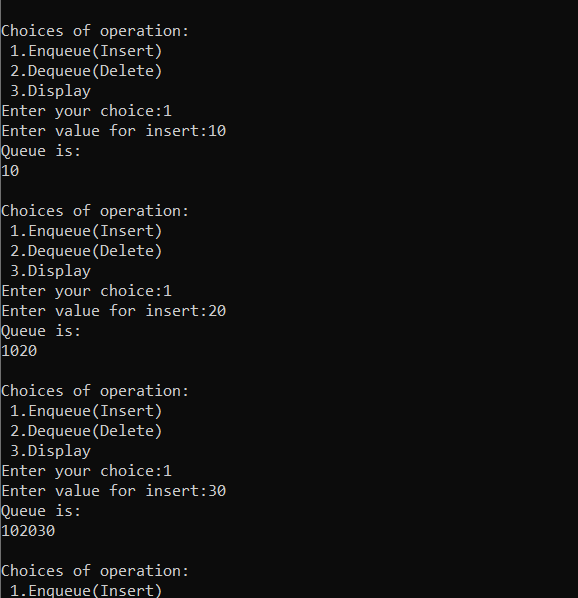 Choices of operation:
1.Enqueue(Insert)
2.Dequeue(Delete)
3.Display
Enter your choice:1
Enter value for insert:10
Queue is:
10
Choices of operation:
1.Enqueue(Insert)
2.Dequeue(Delete)
3.Display
Enter your choice:1
Enter value for insert:20
Queue is:
1020
Choices of operation:
1.Enqueue(Insert)
2.Dequeue(Delete)
3.Display
Enter your choice:1
Enter value for insert:30
Queue is:
102030
Choices of operation:
1.Enqueue(Insert)